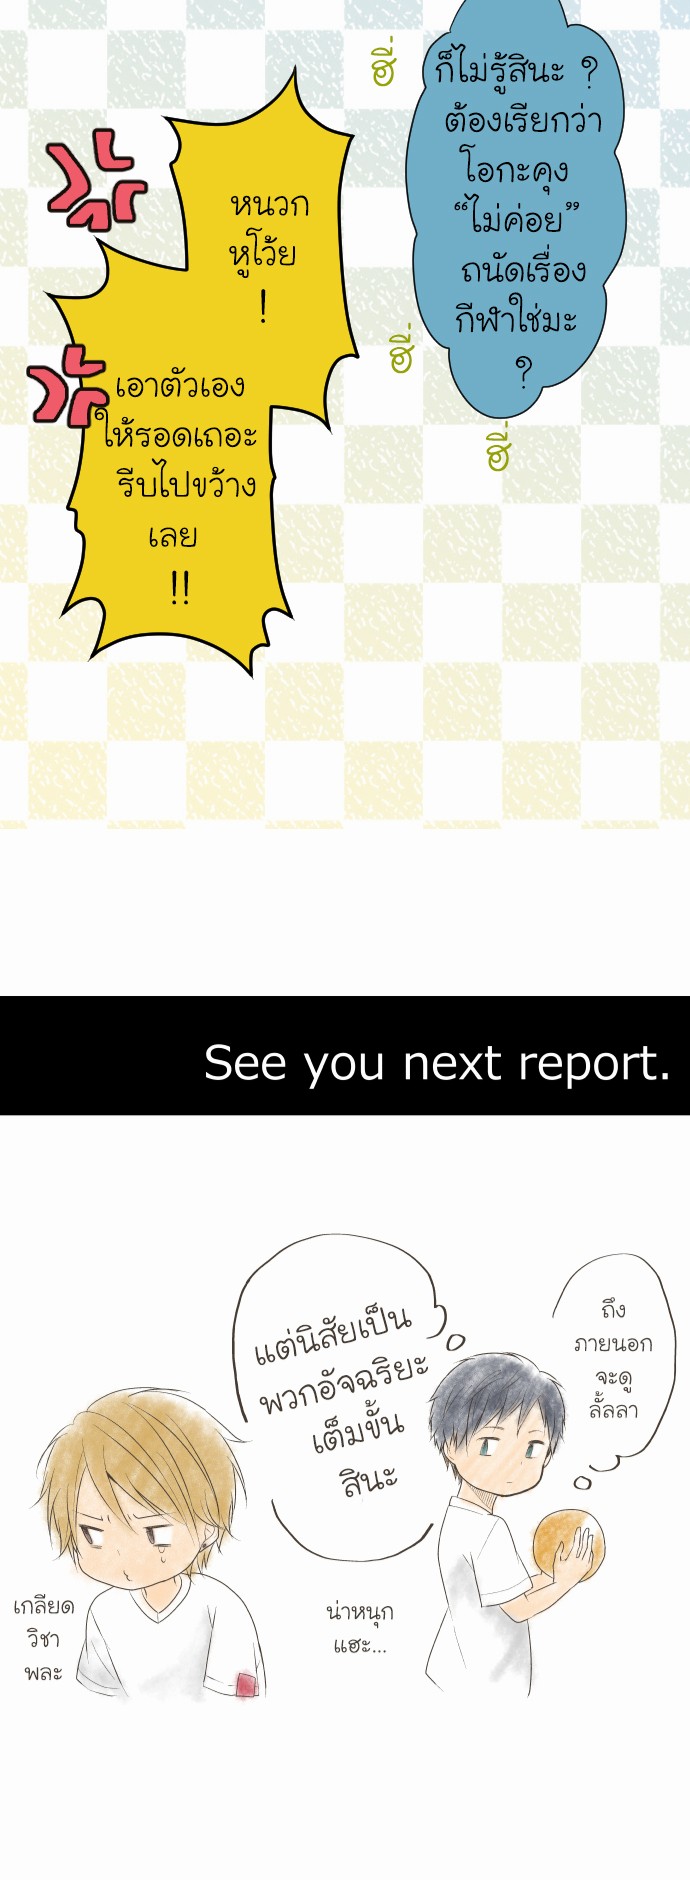 ฮี่
ก็ไม่รู้สินะ ?
ต้องเรียกว่า
โอกะคุง
“ไม่ค่อย”
ถนัดเรื่อง
กีฬาใช่มะ
?
ฮี่
ฮี่
หนวก
หูโว้ย
!
เอาตัวเอง
ให้รอดเถอะ
รีบไปขว้าง
เลย
!!
See you next report.
ถึง
ภายนอก
จะดู
ลั้ลลา
แต่นิสัยเป็น
พวกอัจฉริยะ
เต็มขั้น
สินะ
น่าหนุก
แฮะ...
เกลียด
วิชา
พละ